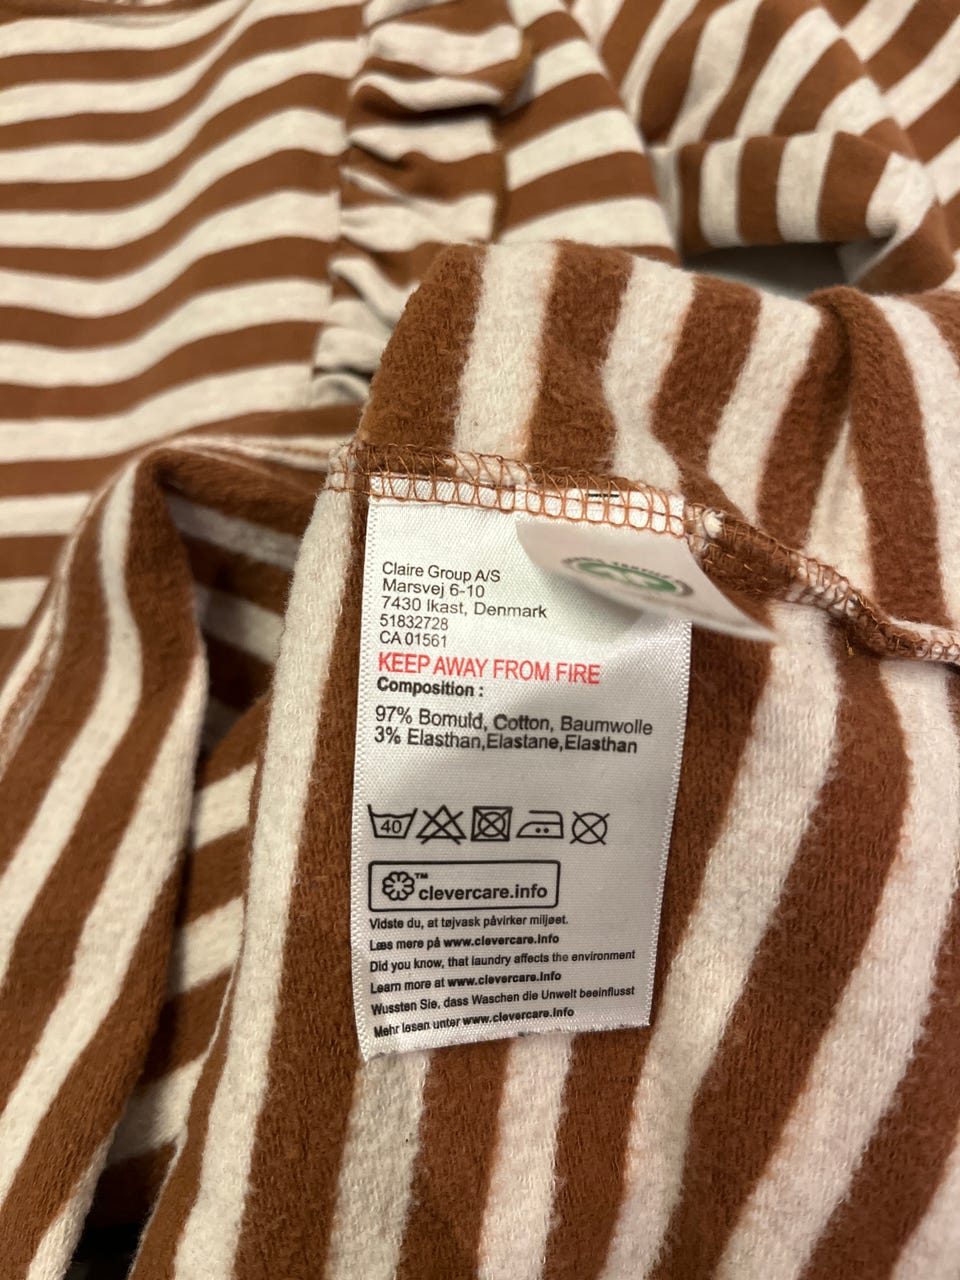 Claire Group A/S
Marsvej 6-10
7430 Ikast, Denmark
51832728
CA 01561
KEEP AWAY FROM FIRE
Composition :
97% Bomuld, Cotton, Baumwolle
3% Elasthan,Elastane,Elasthan
40
™
clevercare.info
Vidste du, at tøjvask påvirker miljøet.
Læs mere på www.clevercare.info
Did you know, that laundry affects the environment
Learn more at www.clevercare.info
Wussten Sie, dass Waschen die Unwelt beeinflusst
Mehr lesen unter www.clevercare.info